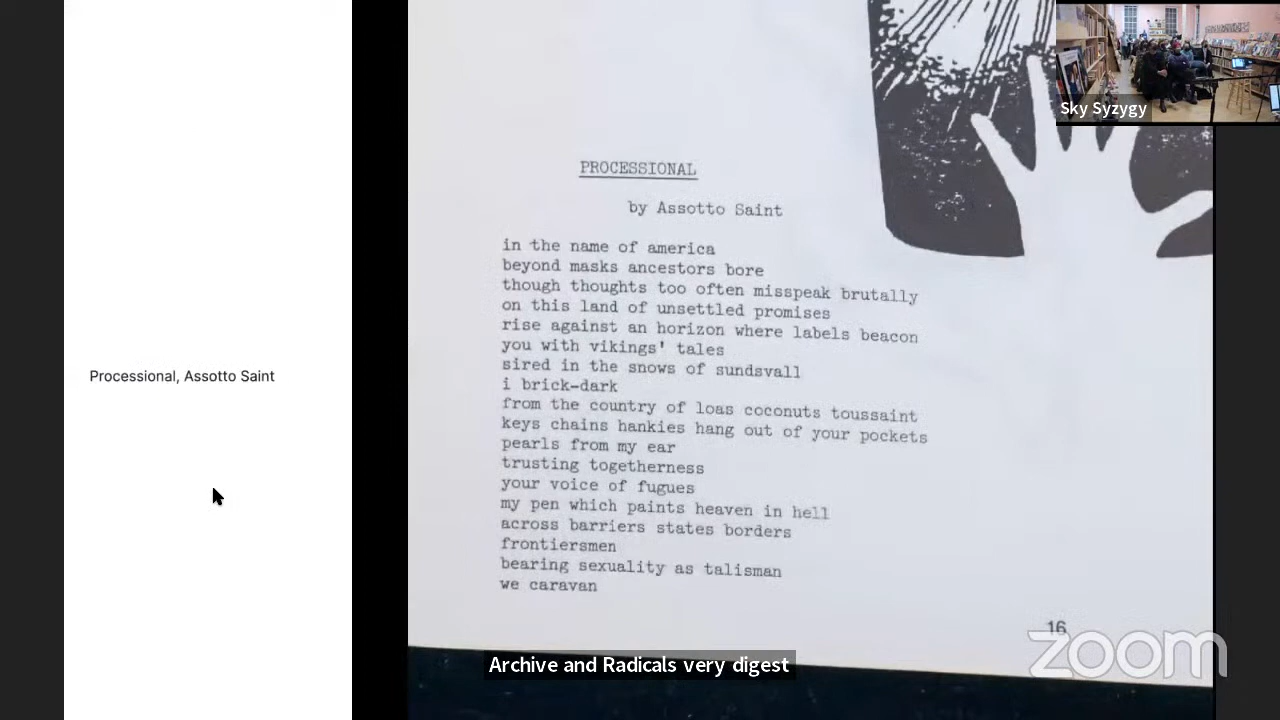 Sky Syzygy
PROCESSIONAL
by Assotto Saint
in the name of america
beyond masks ancestors bore
though thoughts too often misspeak brutally
on this land of unsettled promises
rise against an horizon where labels beacon
you with vikings' tales
sired in the snows of sundsvall
i brick-dark
from the country of loas coconuts toussaint
keys chains hankies hang out of your pockets
pearls from my ear
trusting togetherness
your voice of fugues
my pen which paints heaven in hell
across barriers states borders
frontiersmen
bearing sexuality as talisman
we caravan
16
Processional, Assotto Saint
Archive and Radicals very digest
zoom